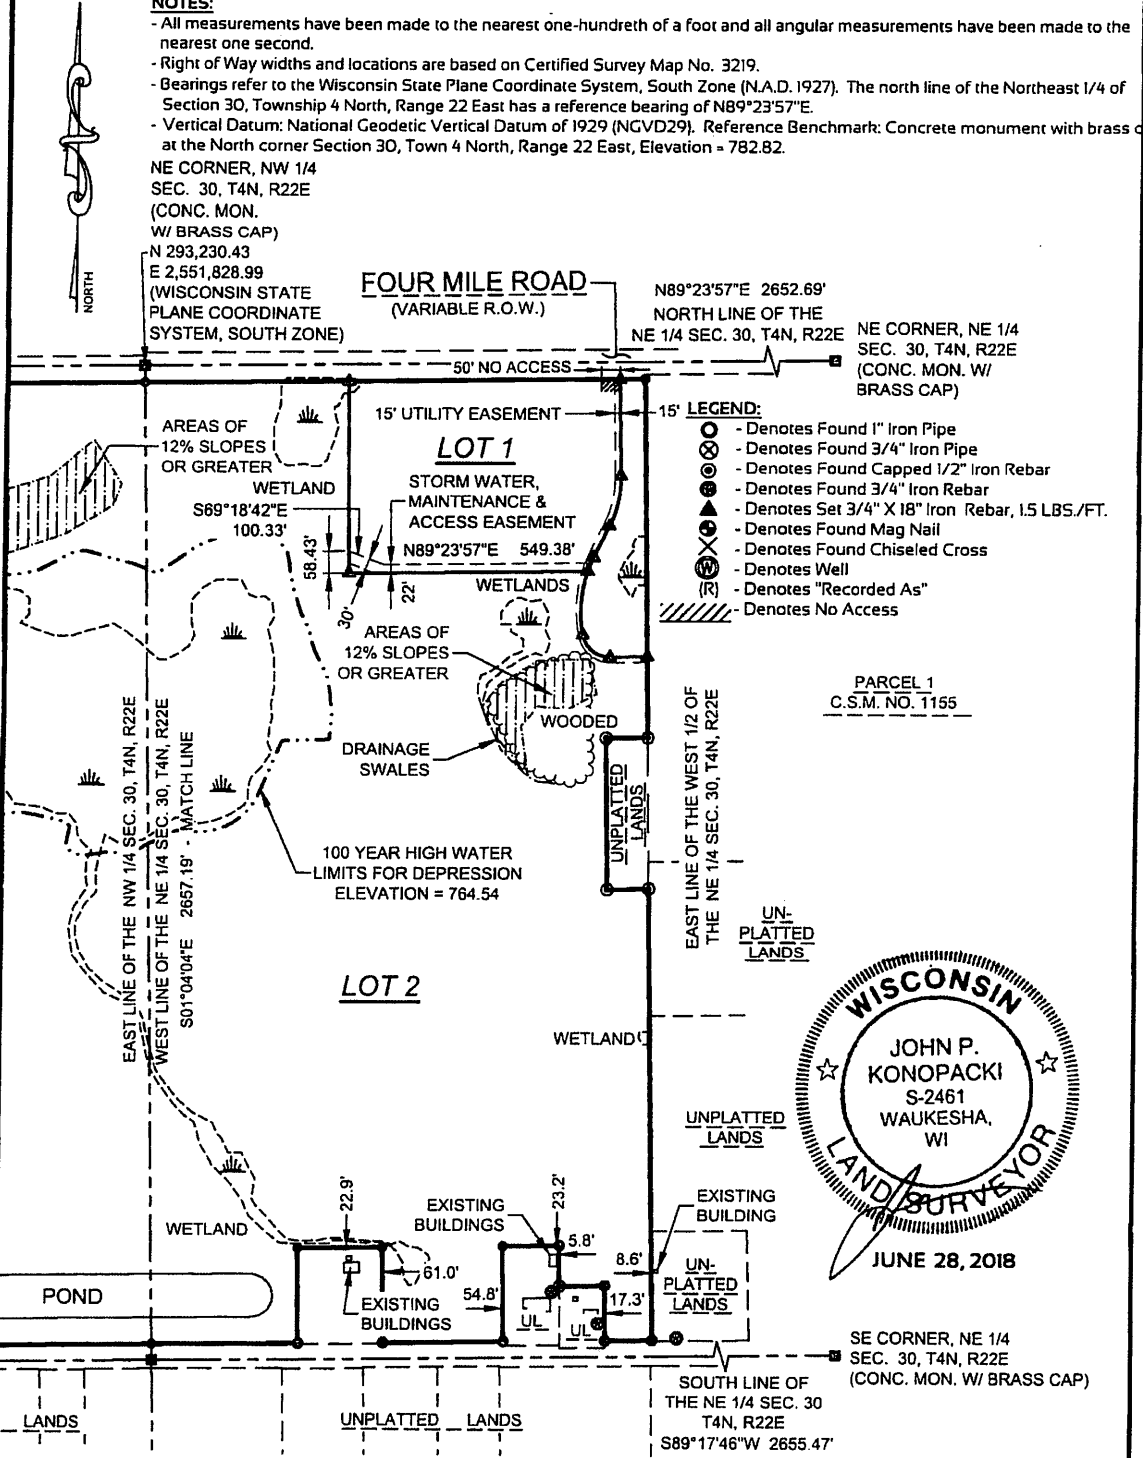 NOTES:
- All measurements have been made to the nearest one-hundreth of a foot and all angular measurements have been made to the
nearest one second.
- Right of Way widths and locations are based on Certified Survey Map No. 3219.
- Bearings refer to the Wisconsin State Plane Coordinate System, South Zone (N.A.D. 1927). The north line of the Northeast 1/4 of
Section 30, Township 4 North, Range 22 East has a reference bearing of N89°23'57"E.
- Vertical Datum: National Geodetic Vertical Datum of 1929 (NGVD29). Reference Benchmark: Concrete monument with brass c
at the North corner Section 30, Town 4 North, Range 22 East, Elevation = 782.82.
NORTH
NE CORNER, NW 1/4
SEC. 30, T4N, R22E
(CONC. MON.
W/ BRASS CAP)
N 293,230.43
E 2,551,828.99
(WISCONSIN STATE
PLANE COORDINATE
SYSTEM, SOUTH ZONE)
FOUR MILE ROAD
(VARIABLE R.O.W.)
N89°23'57"E 2652.69'
NORTH LINE OF THE
NE 1/4 SEC. 30, T4N, R22E
NE CORNER, NE 1/4
SEC. 30, T4N, R22E
(CONC. MON. W/
BRASS CAP)
50' NO ACCESS
15' UTILITY EASEMENT
15'
LEGEND:
- Denotes Found 1" Iron Pipe
- Denotes Found 3/4" Iron Pipe
- Denotes Found Capped 1/2" Iron Rebar
- Denotes Found 3/4" Iron Rebar
- Denotes Set 3/4" X 18" Iron Rebar, 1.5 LBS./FT.
- Denotes Found Mag Nail
- Denotes Found Chiseled Cross
W - Denotes Well
(R) - Denotes "Recorded As"
- Denotes No Access
AREAS OF
12% SLOPES
OR GREATER
WETLAND
LOT 1
STORM WATER,
MAINTENANCE &
ACCESS EASEMENT
S69°18'42"E
100.33'
N89°23'57"E 549.38'
58.43'
30'
22'
WETLANDS
AREAS OF
12% SLOPES
OR GREATER
WOODED
DRAINAGE
SWALES
PARCEL 1
C.S.M. NO. 1155
UNPLATTED
LANDS
EAST LINE OF THE WEST 1/2 OF
THE NE 1/4 SEC. 30, T4N, R22E
EAST LINE OF THE NW 1/4 SEC. 30, T4N, R22E
WEST LINE OF THE NE 1/4 SEC. 30, T4N, R22E
S01°04'04"E 2657.19' - MATCH LINE
100 YEAR HIGH WATER
LIMITS FOR DEPRESSION
ELEVATION = 764.54
UN-
PLATTED
LANDS
LOT 2
WETLAND
WISCONSIN
JOHN P.
KONOPACKI
S-2461
WAUKESHA,
WI
LAND SURVEYOR
JUNE 28, 2018
UNPLATTED
LANDS
WETLAND
22.9'
EXISTING
BUILDINGS
23.2'
EXISTING
BUILDING
5.8'
8.6'
61.0'
54.8'
17.3'
UN-
PLATTED
LANDS
POND
EXISTING
BUILDINGS
UL
UL
SE CORNER, NE 1/4
SEC. 30, T4N, R22E
(CONC. MON. W/ BRASS CAP)
LANDS
UNPLATTED LANDS
SOUTH LINE OF
THE NE 1/4 SEC. 30
T4N, R22E
S89°17'46"W 2655.47'